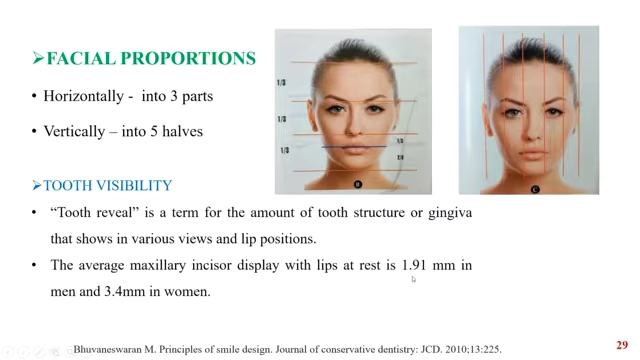 ➢FACIAL PROPORTIONS
• Horizontally - into 3 parts
• Vertically – into 5 halves
1/3
1/3
1/3
1/3
2/3
B
C
➢TOOTH VISIBILITY
• “Tooth reveal” is a term for the amount of tooth structure or gingiva
that shows in various views and lip positions.
• The average maxillary incisor display with lips at rest is 1.91 mm in
men and 3.4mm in women.
Bhuvaneswaran M. Principles of smile design. Journal of conservative dentistry: JCD. 2010;13:225.
29